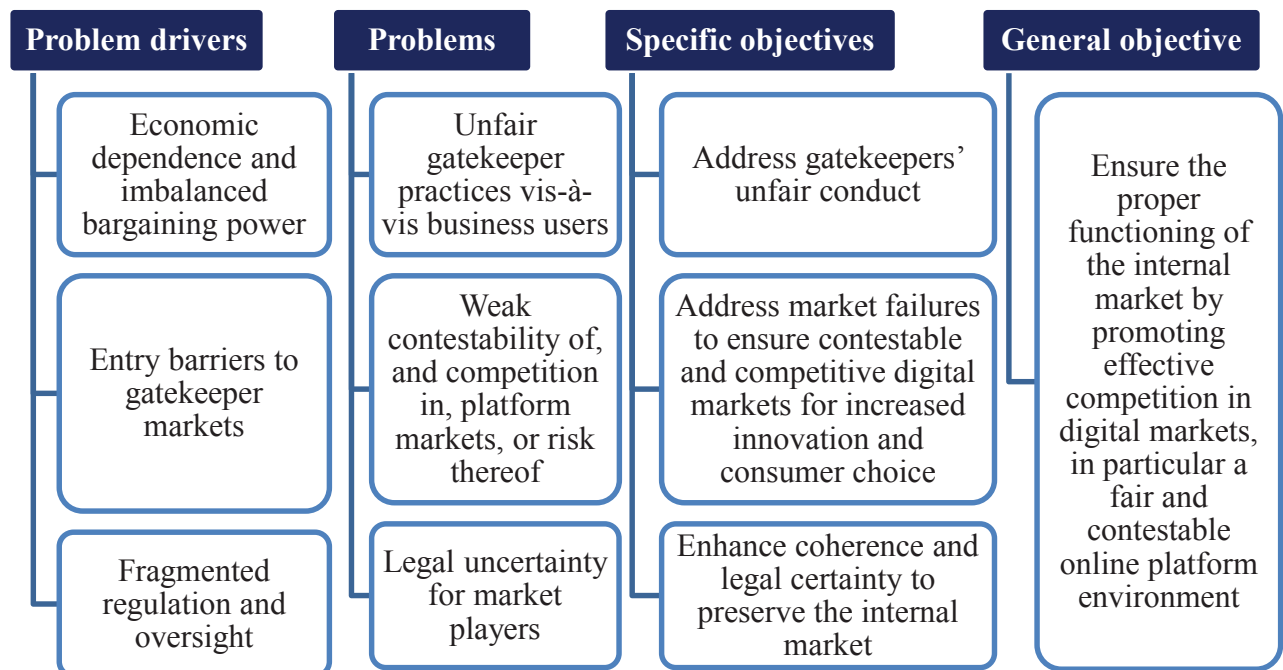 Problem drivers
Economic
dependence and
imbalanced
bargaining power
Entry barriers to
gatekeeper
markets
Fragmented
regulation and
oversight
Problems
Unfair
gatekeeper
practices vis-à-
vis business users
Weak
contestability of,
and competition
in, platform
markets, or risk
thereof
Legal uncertainty
for market
players
Specific objectives
Address gatekeepers’
unfair conduct
Address market failures
to ensure contestable
and competitive digital
markets for increased
innovation and
consumer choice
Enhance coherence and
legal certainty to
preserve the internal
market
General objective
Ensure the
proper
functioning of
the internal
market by
promoting
effective
competition in
digital markets,
in particular a
fair and
contestable
online platform
environment